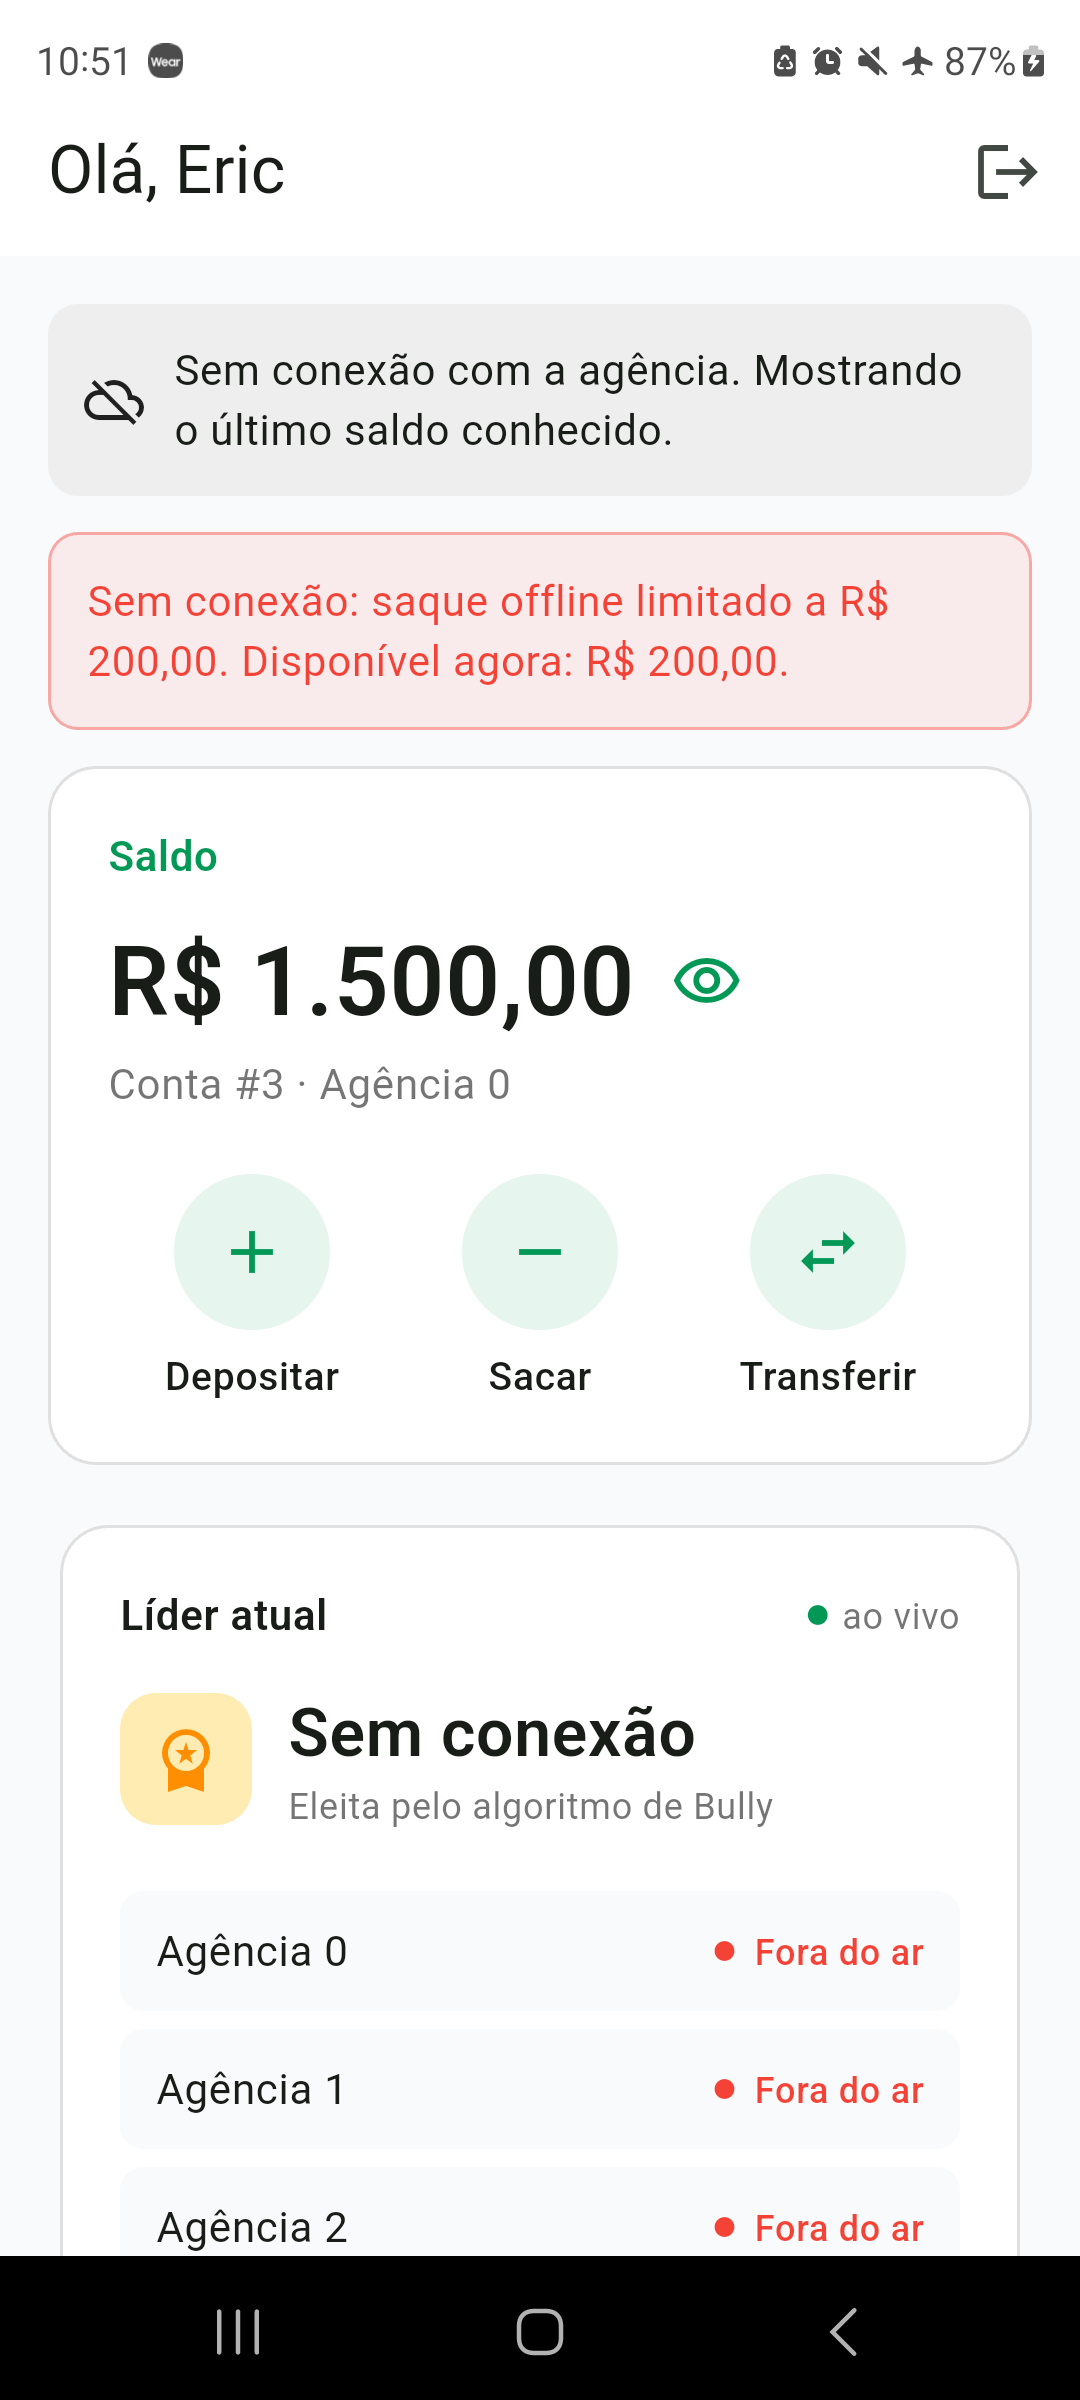 10:51
Wear
87%
Olá, Eric
Sem conexão com a agência. Mostrando
o último saldo conhecido.
Sem conexão: saque offline limitado a R$
200,00. Disponível agora: R$ 200,00.
Saldo
R$ 1.500,00
Conta #3 · Agência 0
Depositar
Sacar
Transferir
Líder atual
ao vivo
Sem conexão
Eleita pelo algoritmo de Bully
Agência 0
Fora do ar
Agência 1
Fora do ar
Agência 2
Fora do ar